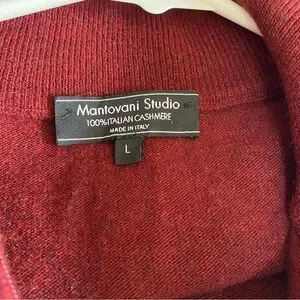 Mantovani Studio
100%ITALIAN CASHMERE
MADE IN ITALY
L